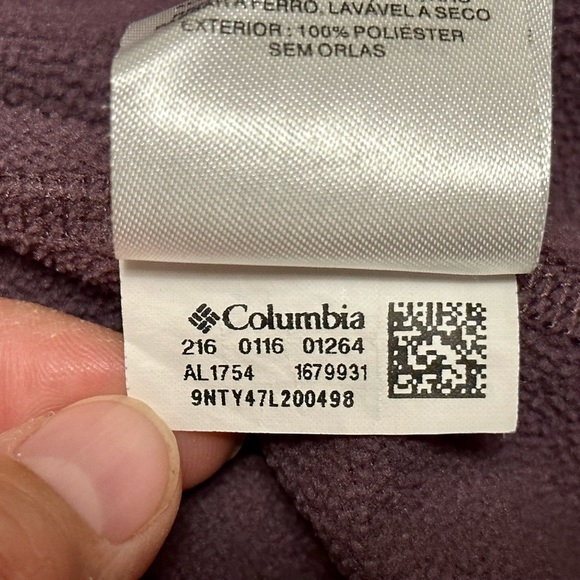 A FERRO. LAVÁVEL A SECO
EXTERIOR : 100% POLIÉSTER
SEM ORLAS
Columbia
216 0116 01264
AL1754 1679931
9NTY47L200498